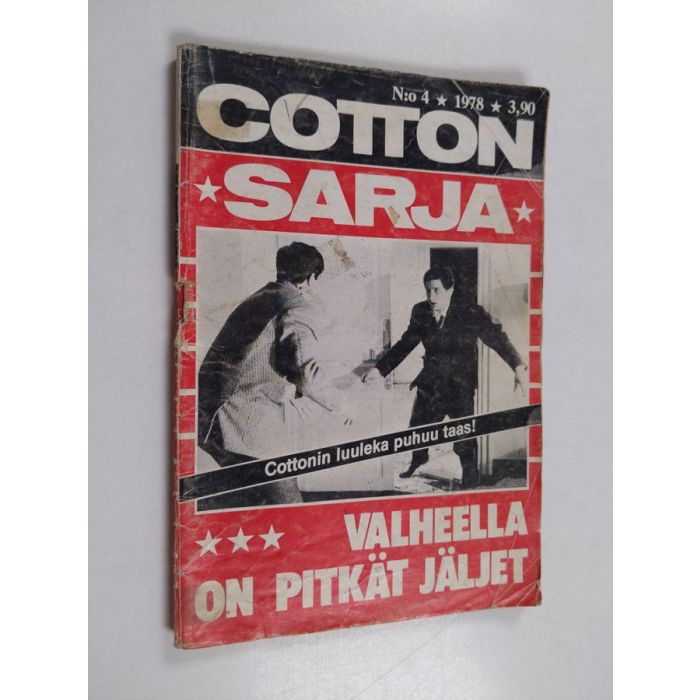 N:o 4 ★ 1978 ★ 3,90
COTTON
★ SARJA ★
Cottonin luuleka puhuu taas!
★★★ VALHEELLA
ON PITKÄT JÄLJET